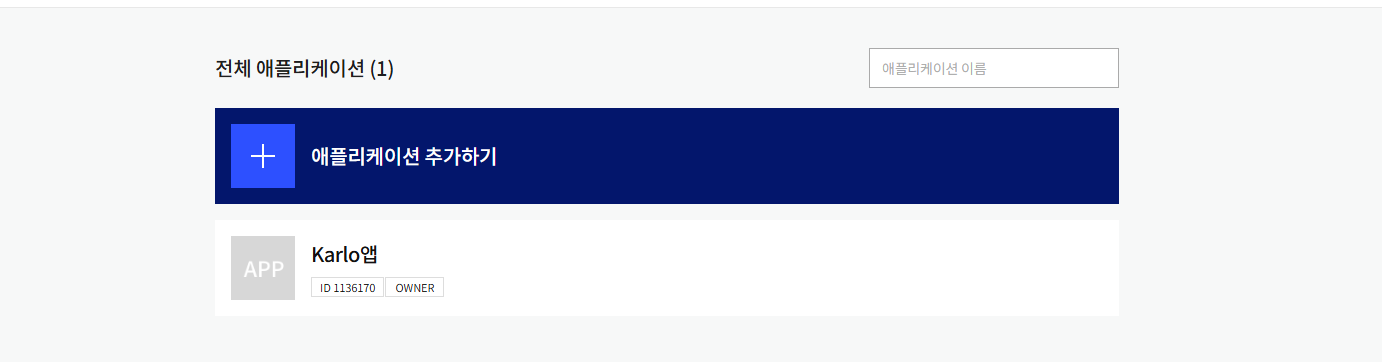 전체 애플리케이션 (1)
애플리케이션 이름
애플리케이션 추가하기
APP
Karlo앱
ID 1136170
OWNER